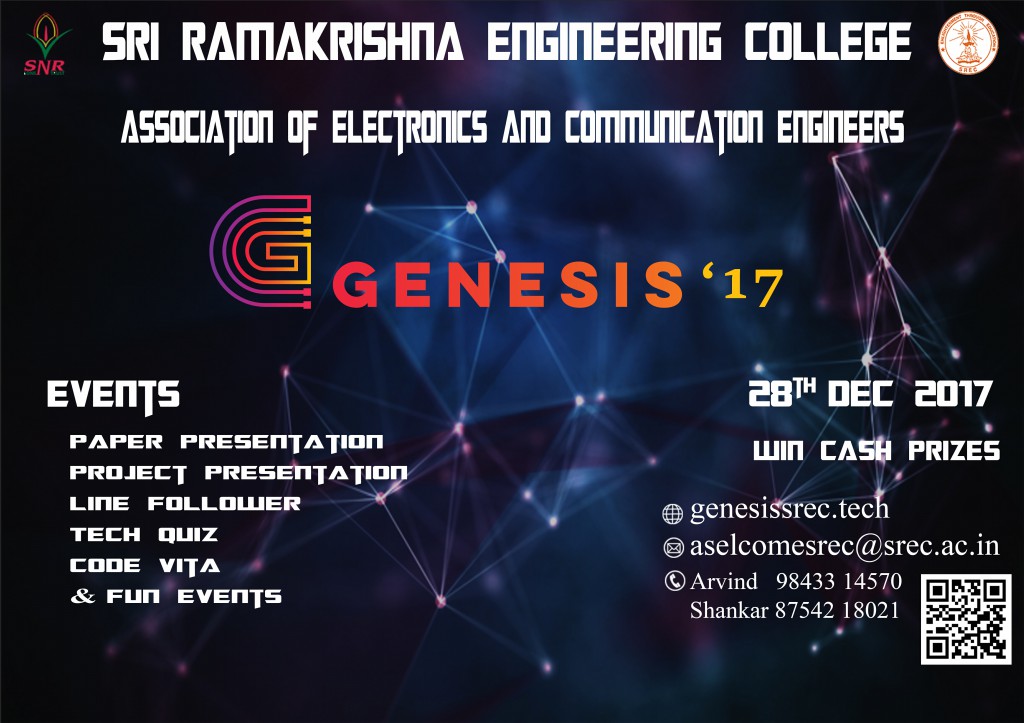 SNR
SRI RAMAKRISHNA ENGINEERING COLLEGE
SREC
ASSOCIATION OF ELECTRONICS AND COMMUNICATION ENGINEERS
GENESIS ‘17
EVENTS
PAPER PRESENTATION
PROJECT PRESENTATION
LINE FOLLOWER
TECH QUIZ
CODE VITA
& FUN EVENTS
28TH DEC 2017
WIN CASH PRIZES
genesissrec.tech
aselcomesrec@srec.ac.in
Arvind 98433 14570
Shankar 87542 18021